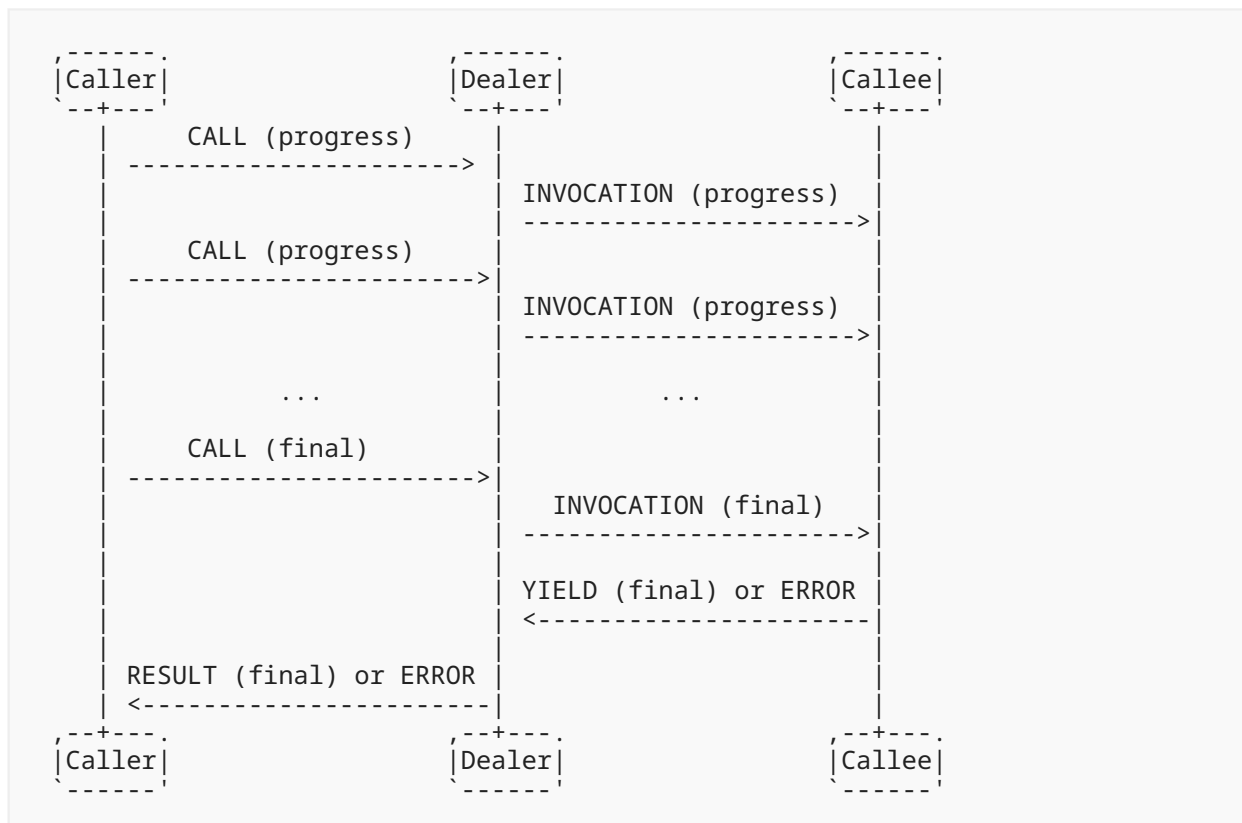 ,------.                  ,------.                 ,------.
|Caller|                  |Dealer|                 |Callee|
`--+---'                  `--+---'                 `--+---'
   |     CALL (progress)     |                        |
   | ----------------------> |                        |
   |                         | INVOCATION (progress)  |
   |                         | ---------------------->|
   |     CALL (progress)     |                        |
   | ----------------------->|                        |
   |                         | INVOCATION (progress)  |
   |                         | ---------------------->|
   |                         |                        |
   |           ...           |          ...           |
   |                         |                        |
   |     CALL (final)        |                        |
   | ----------------------->|                        |
   |                         |   INVOCATION (final)   |
   |                         | ---------------------->|
   |                         |                        |
   |                         | YIELD (final) or ERROR |
   |                         | <----------------------|
   |                         |                        |
   | RESULT (final) or ERROR |                        |
   | <-----------------------|                        |
,--+---.                  ,--+---.                 ,--+---.
|Caller|                  |Dealer|                 |Callee|
`------'                  `------'                 `------'